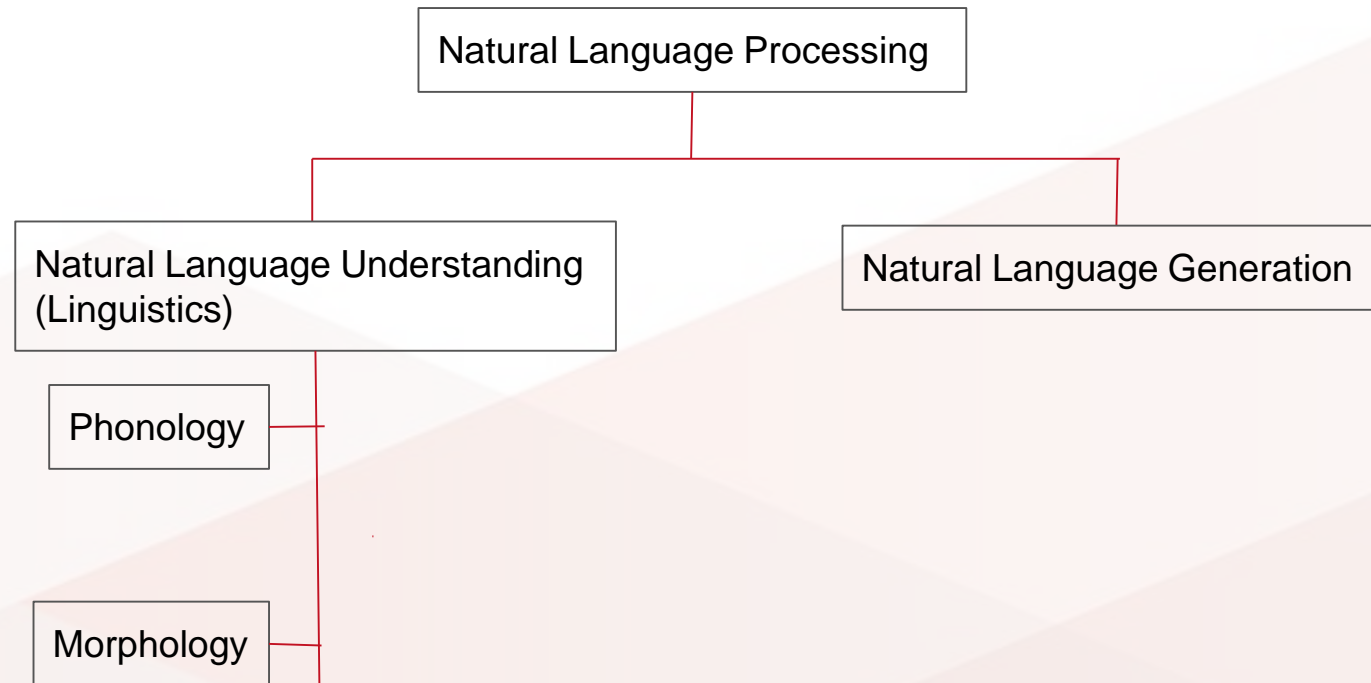 Natural Language Processing
Natural Language Understanding
(Linguistics)
Natural Language Generation
Phonology
Morphology